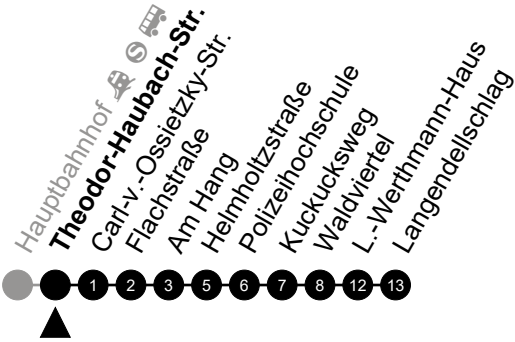 Hauptbahnhof S
Theodor-Haubach-Str.
Carl-v.-Ossietzky-Str.
Flachstraße
Am Hang
Helmholtzstraße
Polizeihochschule
Kuckucksweg
Waldviertel
L.-Werthmann-Haus
Langendellschlag
1 2 3 5 6 7 8 12 13